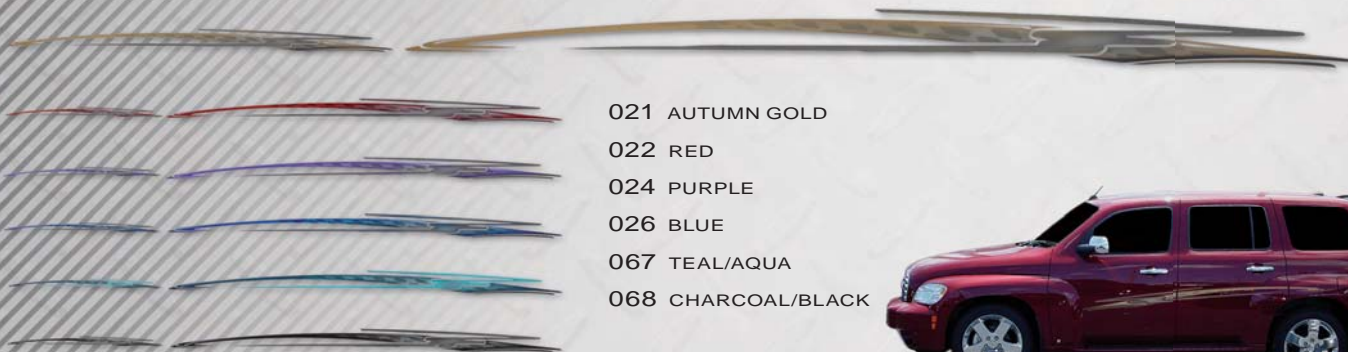 021 AUTUMN GOLD
022 RED
024 PURPLE
026 BLUE
067 TEAL/AQUA
068 CHARCOAL/BLACK